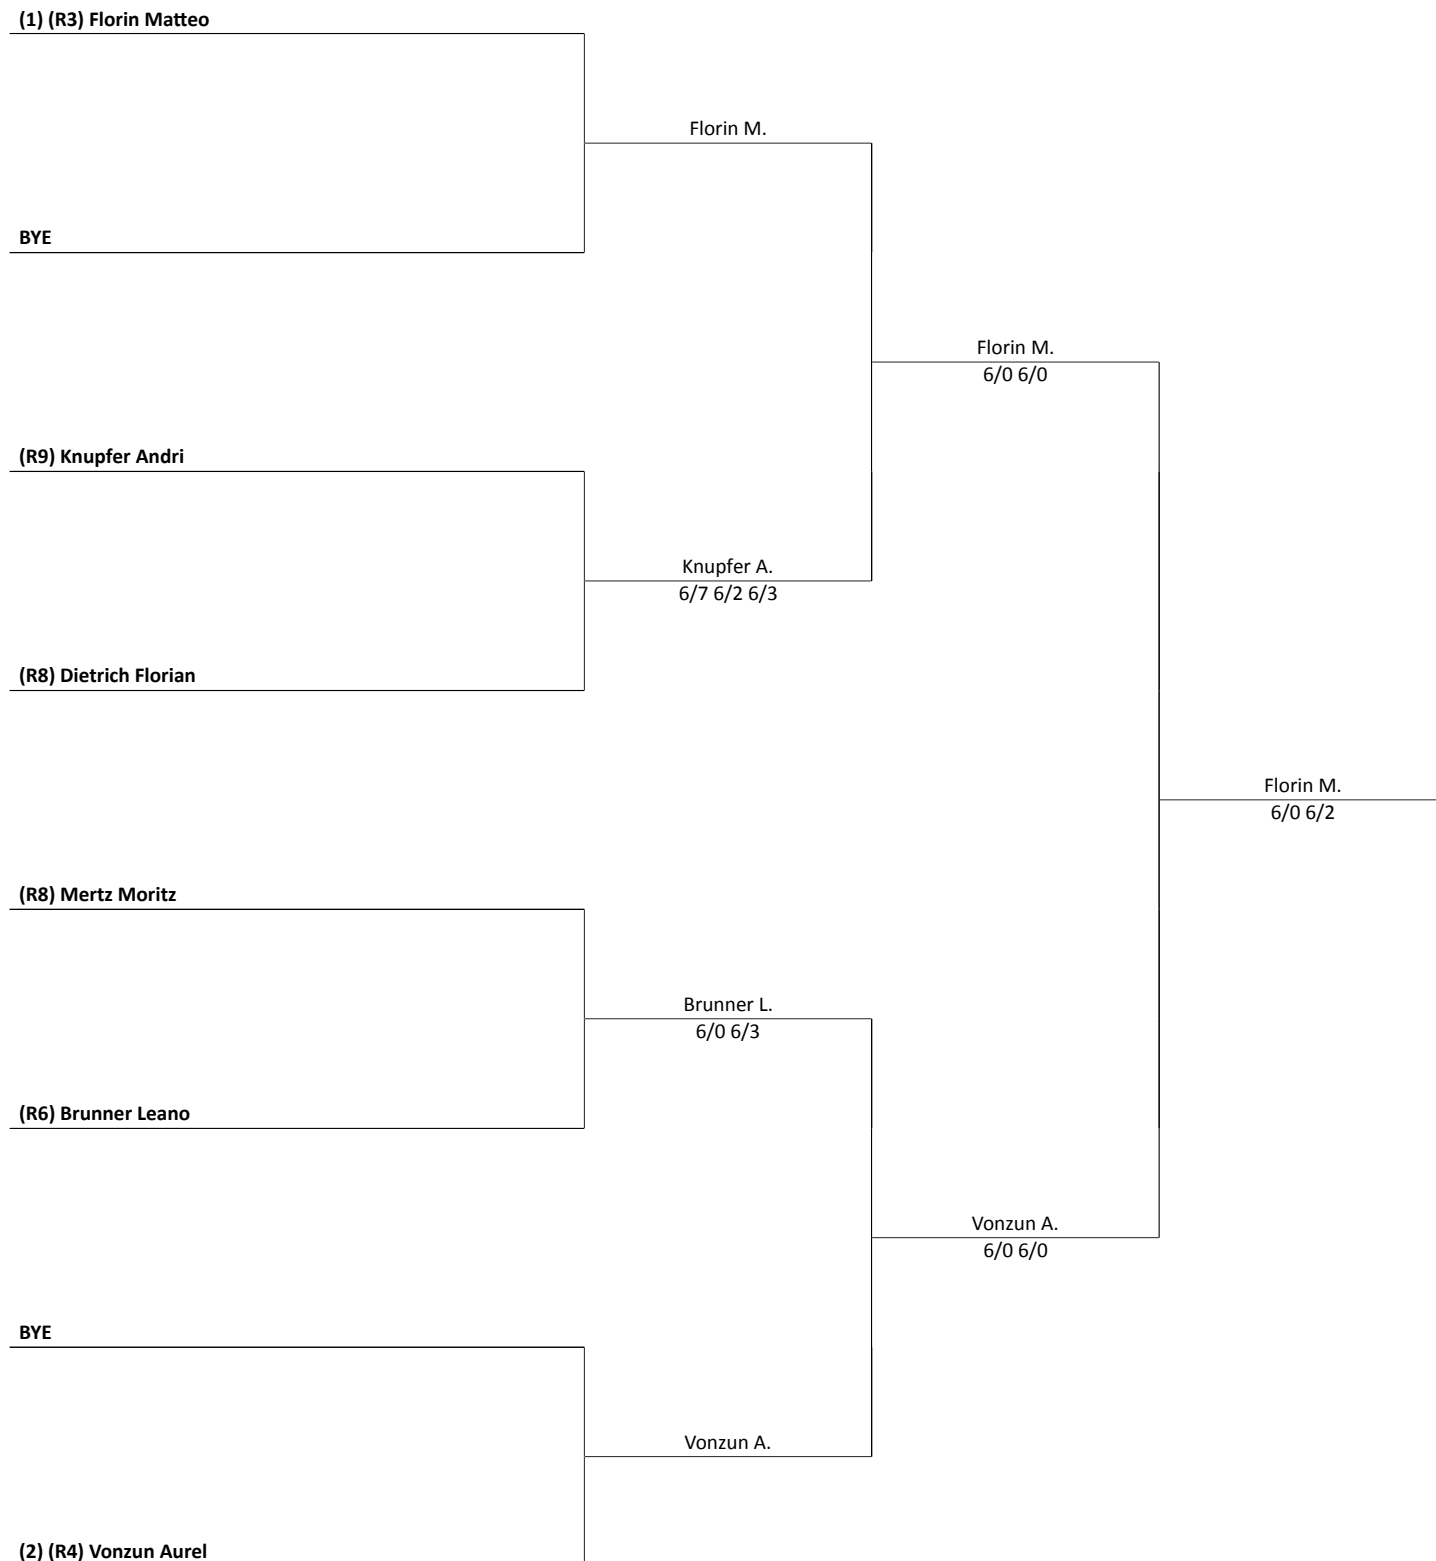 (1) (R3) Florin Matteo
Florin M.
BYE
Florin M.
6/0 6/0
(R9) Knupfer Andri
Knupfer A.
6/7 6/2 6/3
(R8) Dietrich Florian
Florin M.
6/0 6/2
(R8) Mertz Moritz
Brunner L.
6/0 6/3
(R6) Brunner Leano
Vonzun A.
6/0 6/0
BYE
Vonzun A.
(2) (R4) Vonzun Aurel